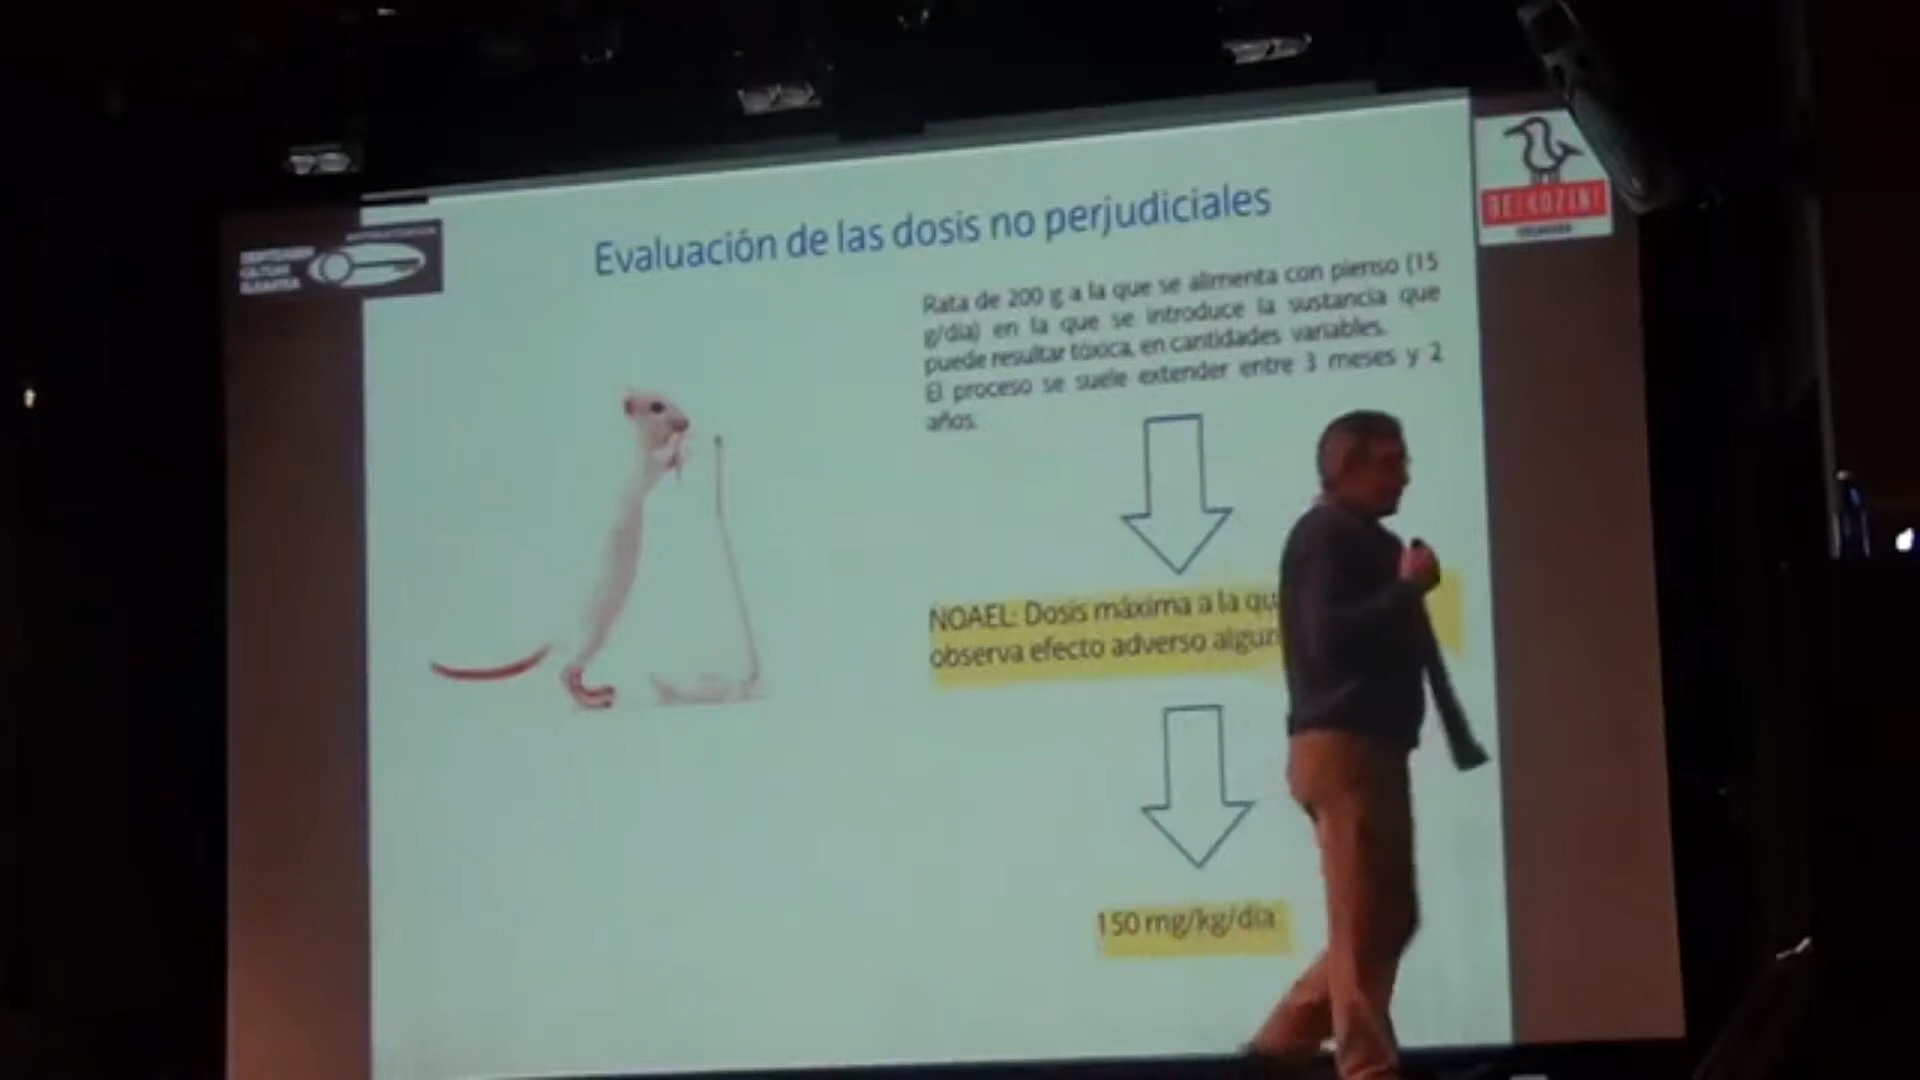 Evaluación de las dosis no perjudiciales
Rata de 200 g a la que se alimenta con pienso (15
g/día) en la que se introduce la sustancia que
puede resultar tóxica, en cantidades variables.
El proceso se suele extender entre 3 meses y 2
años.
NOAEL: Dosis máxima a la
observa efecto adverso
150 mg/kg/día